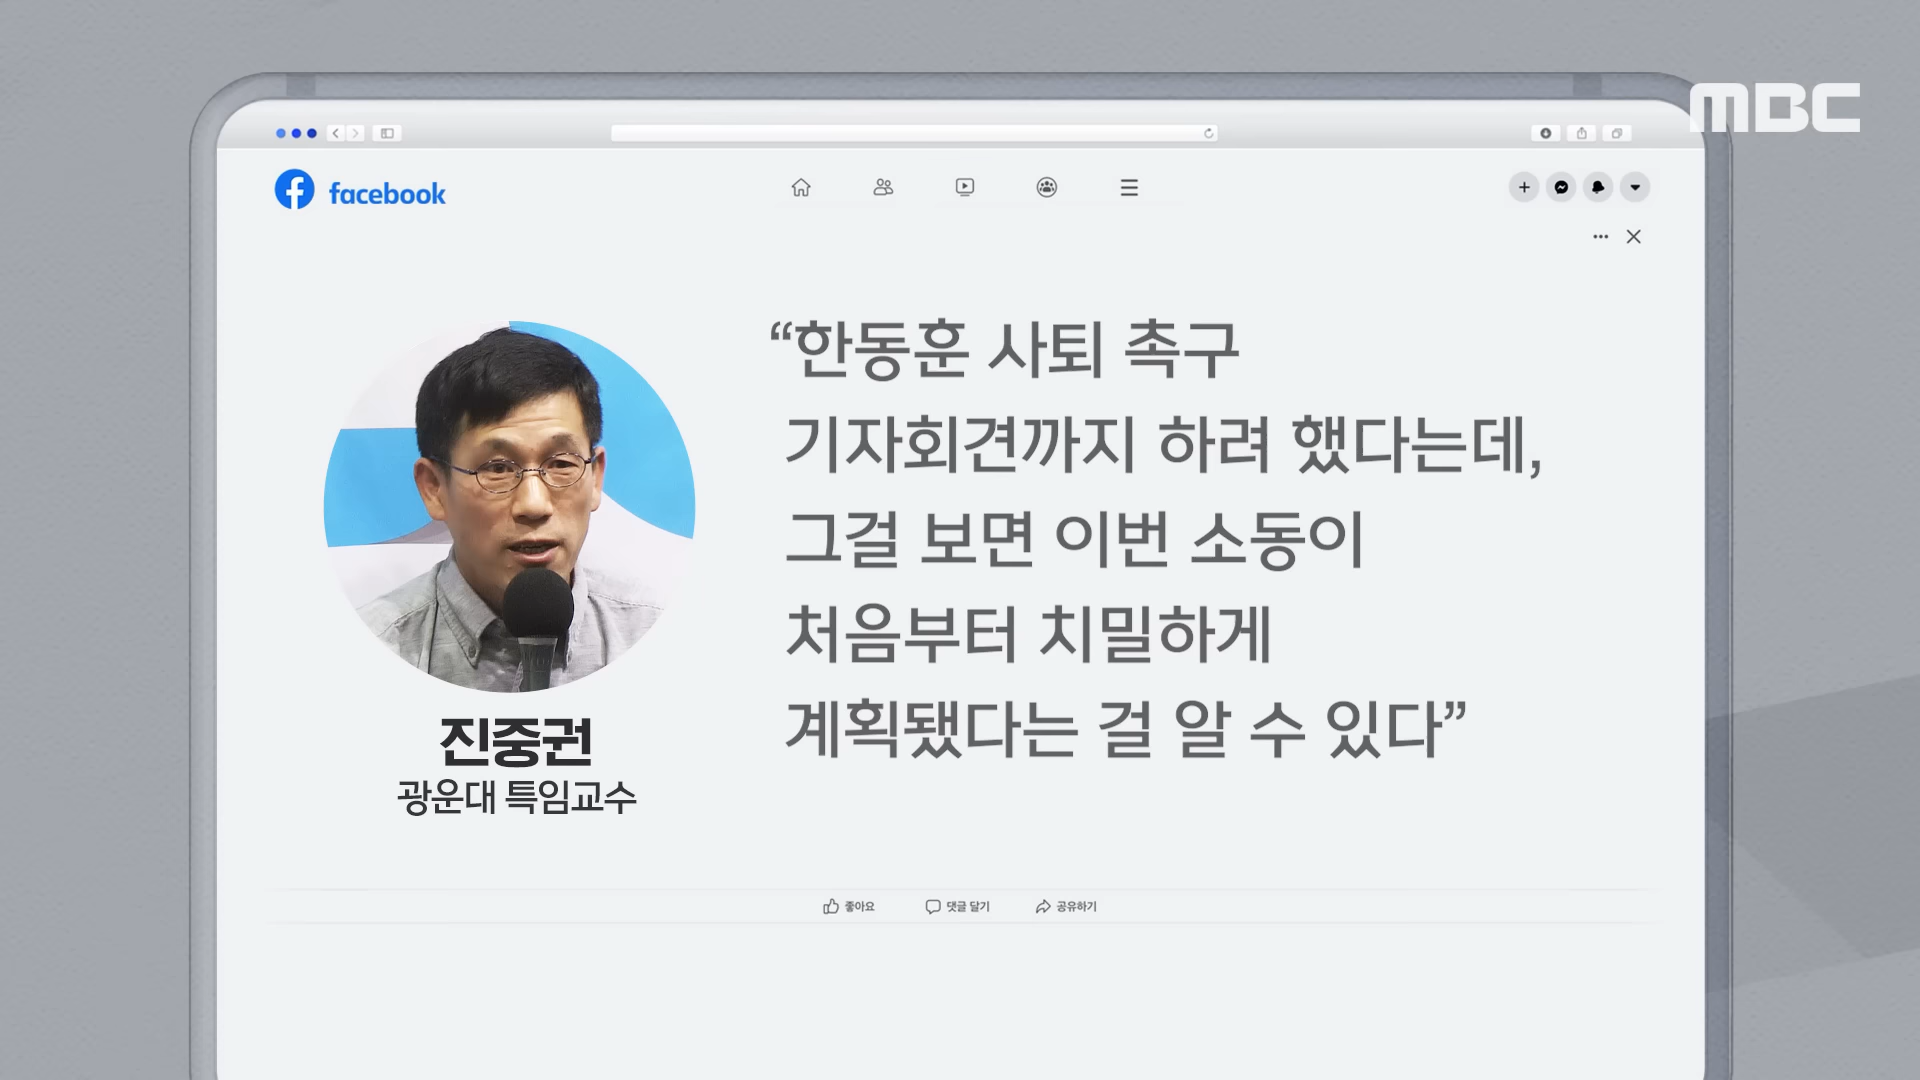 MBC
facebook
“한동훈 사퇴 촉구
기자회견까지 하려 했다는데,
그걸 보면 이번 소동이
처음부터 치밀하게
계획됐다는 걸 알 수 있다”
진중권
광운대 특임교수
좋아요 댓글 달기 공유하기